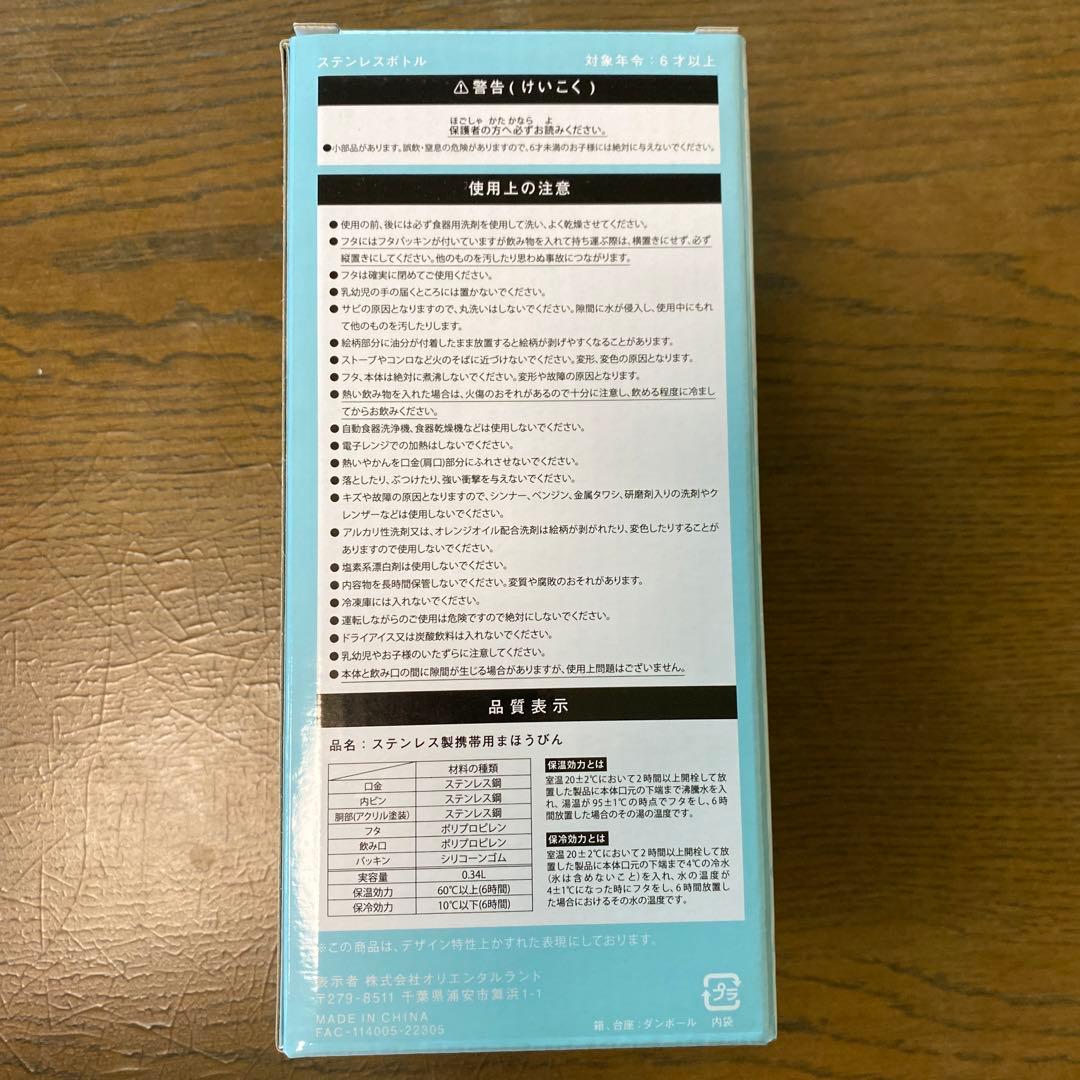 ステンレスボトル 対象年令：6才以上
⚠警告(けいこく)
ほごしゃ かた かなら よ
保護者の方へ必ずお読みください。
●小部品があります。誤飲・窒息の危険がありますので、6才未満のお子様には絶対に与えないでください。
使用上の注意
●使用の前、後には必ず食器用洗剤を使用して洗い、よく乾燥させてください。
●フタにはフタパッキンが付いていますが飲み物を入れて持ち運ぶ際は、横置きにせず、必ず
縦置きにしてください。他のものを汚したり思わぬ事故につながります。
●フタは確実に閉めてご使用ください。
●乳幼児の手の届くところには置かないでください。
●サビの原因となりますので、丸洗いはしないでください。隙間に水が侵入し、使用中にもれ
て他のものを汚したりします。
●絵柄部分に油分が付着したまま放置すると絵柄が剥げやすくなることがあります。
●ストーブやコンロなど火のそばに近づけないでください。変形、変色の原因となります。
●フタ、本体は絶対に煮沸しないでください。変形や故障の原因となります。
●熱い飲み物を入れた場合は、火傷のおそれがあるので十分に注意し、飲める程度に冷まし
てからお飲みください。
●自動食器洗浄機、食器乾燥機などは使用しないでください。
●電子レンジでの加熱はしないでください。
●熱いやかんを口金(肩口)部分にふれさせないでください。
●落としたり、ぶつけたり、強い衝撃を与えないでください。
●キズや故障の原因となりますので、シンナー、ベンジン、金属タワシ、研磨剤入りの洗剤やク
レンザーなどは使用しないでください。
●アルカリ性洗剤又は、オレンジオイル配合洗剤は絵柄が剥がれたり、変色したりすることが
ありますので使用しないでください。
●塩素系漂白剤は使用しないでください。
●内容物を長時間保管しないでください。変質や腐敗のおそれがあります。
●冷凍庫には入れないでください。
●運転しながらのご使用は危険ですので絶対にしないでください。
●ドライアイス又は炭酸飲料は入れないでください。
●乳幼児やお子様のいたずらに注意してください。
●本体と飲み口の間に隙間が生じる場合がありますが、使用上問題はございません。
品質表示
品名：ステンレス製携帯用まほうびん
材料の種類
口金 ステンレス鋼
内ビン ステンレス鋼
胴部(アクリル塗装) ステンレス鋼
フタ ポリプロピレン
飲み口 ポリプロピレン
パッキン シリコーンゴム
実容量 0.34L
保温効力 60℃以上(6時間)
保冷効力 10℃以下(6時間)
保温効力とは
室温20±2℃において2時間以上開栓して放
置した製品に本体口元の下端まで沸騰水を入
れ、湯温が95±1℃の時点でフタをし、6時
間放置した場合のその湯の温度です。
保冷効力とは
室温20±2℃において2時間以上開栓して放
置した製品に本体口元の下端まで4℃の冷水
(氷は含めないこと)を入れ、水の温度が
4±1℃になった時にフタをし、6時間放置し
た場合におけるその水の温度です。
※この商品は、デザイン特性上かすれた表現にしております。
表示者 株式会社オリエンタルランド
〒279-8511 千葉県浦安市舞浜1-1
MADE IN CHINA
FAC-114005-22305
プラ
箱、台座：ダンボール 内袋